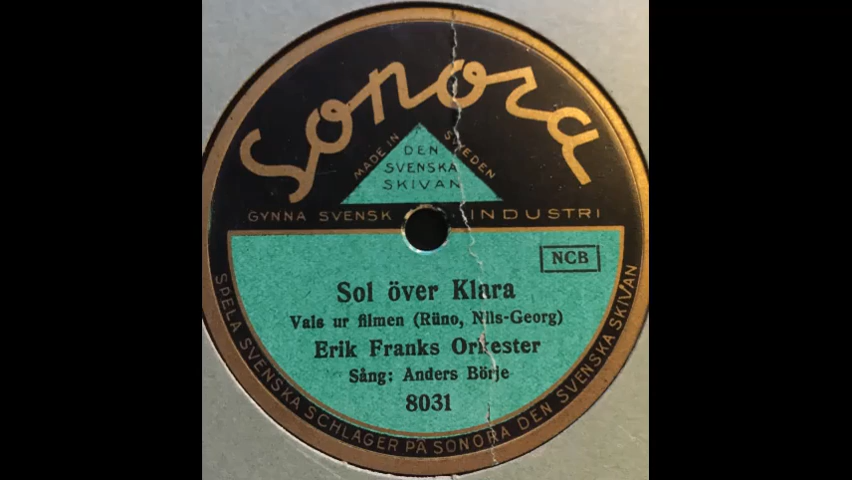 Sonora
MADE IN SWEDEN
DEN
SVENSKA
SKIVAN
GYNNA SVENSK INDUSTRI
NCB
Sol över Klara
Vals ur filmen (Rüno, Nils-Georg)
Erik Franks Orkester
Sång: Anders Börje
8031
SPELA SVENSKA SCHLAGER PÅ SONORA DEN SVENSKA SKIVAN